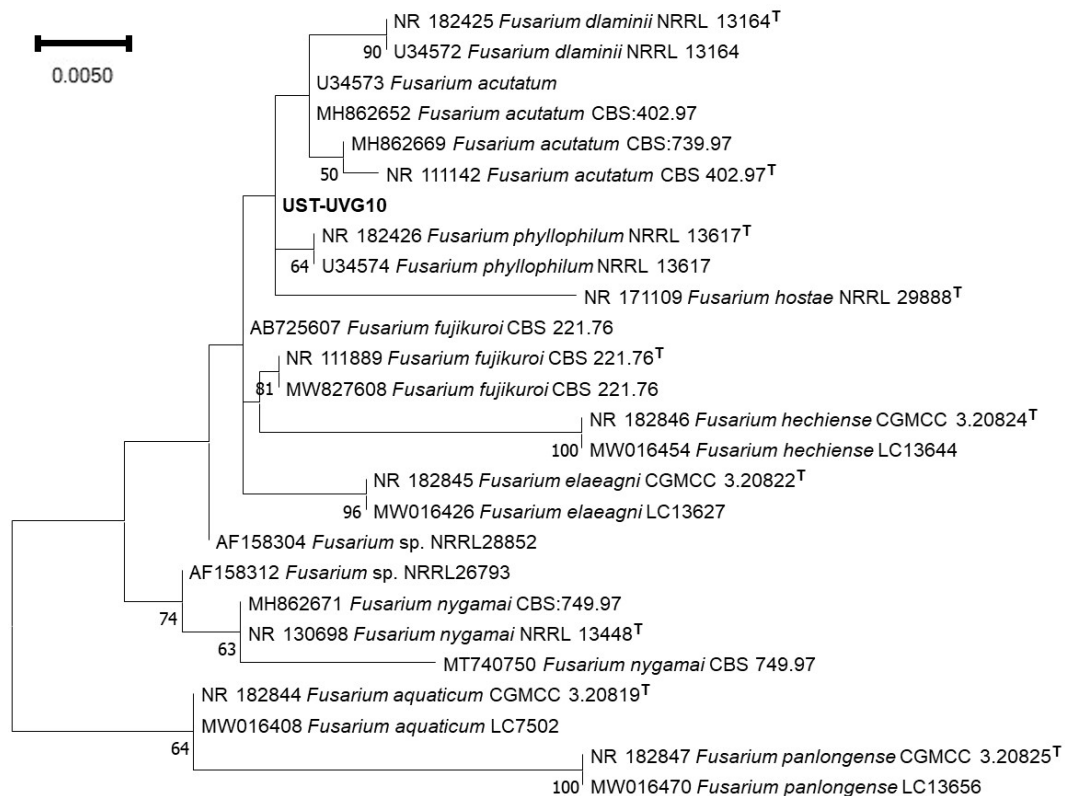 NR 182425 Fusarium dlaminii NRRL 13164T
0.0050
90
U34572 Fusarium dlaminii NRRL 13164
U34573 Fusarium acutatum
MH862652 Fusarium acutatum CBS:402.97
MH862669 Fusarium acutatum CBS:739.97
50
NR 111142 Fusarium acutatum CBS 402.97T
UST-UVG10
NR 182426 Fusarium phyllophilum NRRL 13617T
64
U34574 Fusarium phyllophilum NRRL 13617
NR 171109 Fusarium hostae NRRL 29888T
AB725607 Fusarium fujikuroi CBS 221.76
NR 111889 Fusarium fujikuroi CBS 221.76T
81
MW827608 Fusarium fujikuroi CBS 221.76
NR 182846 Fusarium hechiense CGMCC 3.20824T
100
MW016454 Fusarium hechiense LC13644
NR 182845 Fusarium elaeagni CGMCC 3.20822T
96
MW016426 Fusarium elaeagni LC13627
AF158304 Fusarium sp. NRRL28852
AF158312 Fusarium sp. NRRL26793
74
MH862671 Fusarium nygamai CBS:749.97
NR 130698 Fusarium nygamai NRRL 13448T
63
MT740750 Fusarium nygamai CBS 749.97
NR 182844 Fusarium aquaticum CGMCC 3.20819T
MW016408 Fusarium aquaticum LC7502
64
NR 182847 Fusarium panlongense CGMCC 3.20825T
100
MW016470 Fusarium panlongense LC13656